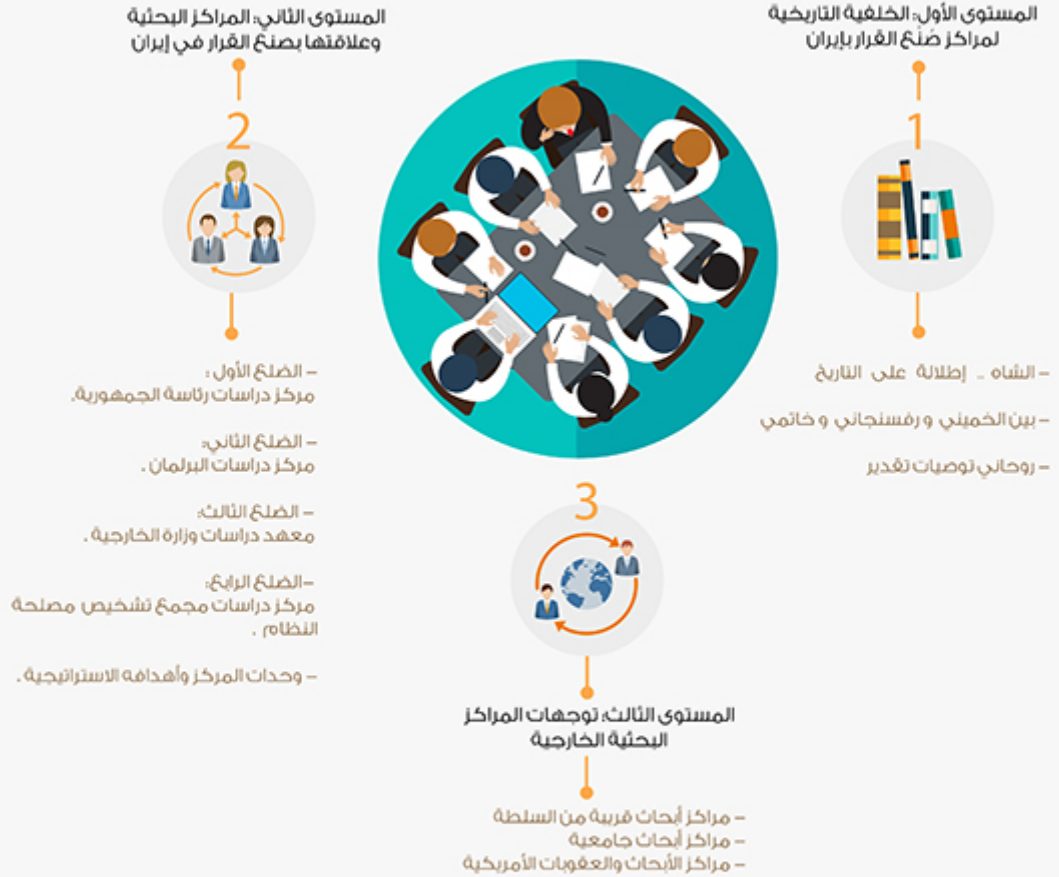 المستوى الأول: الخلفية التاريخية
لمراكز صُنْع القرار بإيران
1
– الشاه .. إطلالة على التاريخ
– بين الخميني و رفسنجاني و خاتمي
– روحاني توصيات تقدير
المستوى الثاني: المراكز البحثية
وعلاقتها بصنع القرار في إيران
2
– الضلع الأول :
مركز دراسات رئاسة الجمهورية.
– الضلع الثاني:
مركز دراسات البرلمان .
– الضلع الثالث:
معهد دراسات وزارة الخارجية .
–الضلع الرابع:
مركز دراسات مجمع تشخيص مصلحة
النظام .
– وحدات المركز وأهدافه الاستراتيجية .
3
المستوى الثالث: توجهات المراكز
البحثية الخارجية
– مراكز أبحاث قريبة من السلطة
– مراكز أبحاث جامعية
– مراكز الأبحاث والعقوبات الأمريكية